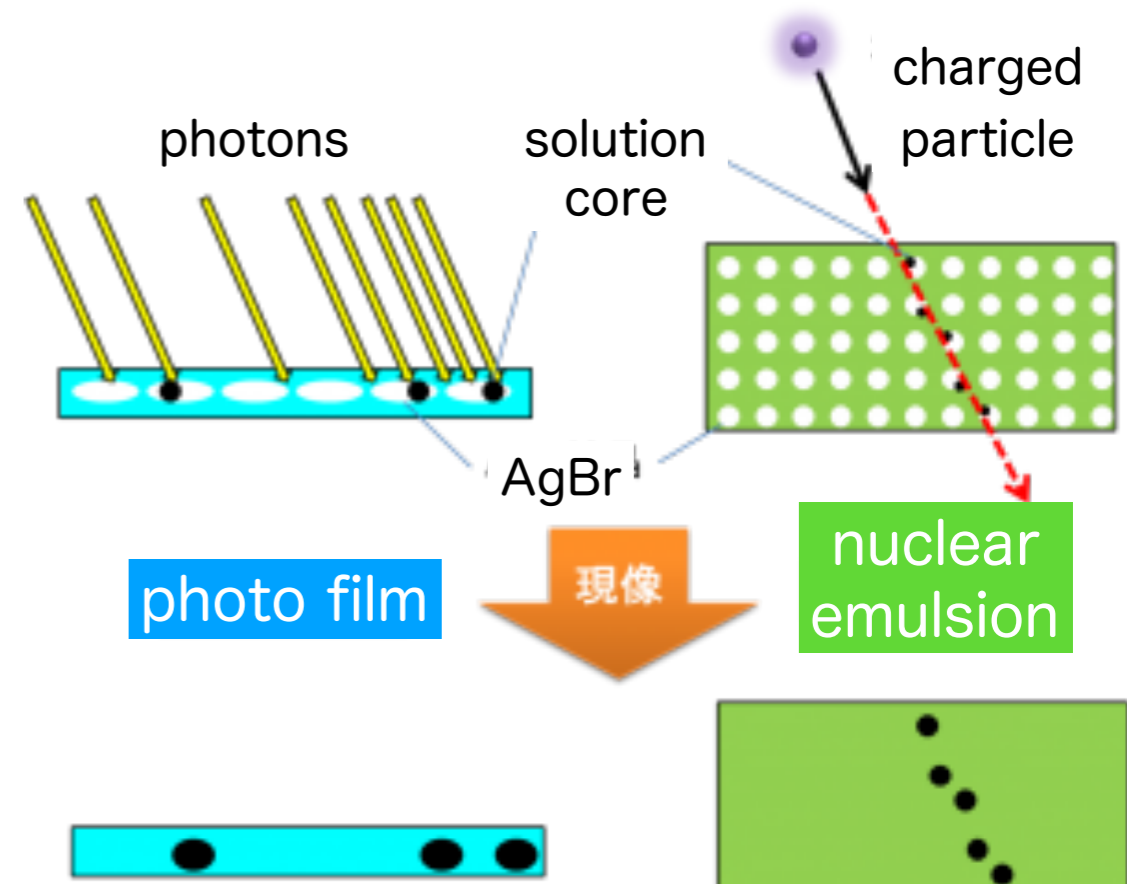 photons
solution
core
charged
particle
AgBr
photo film
現像
nuclear
emulsion